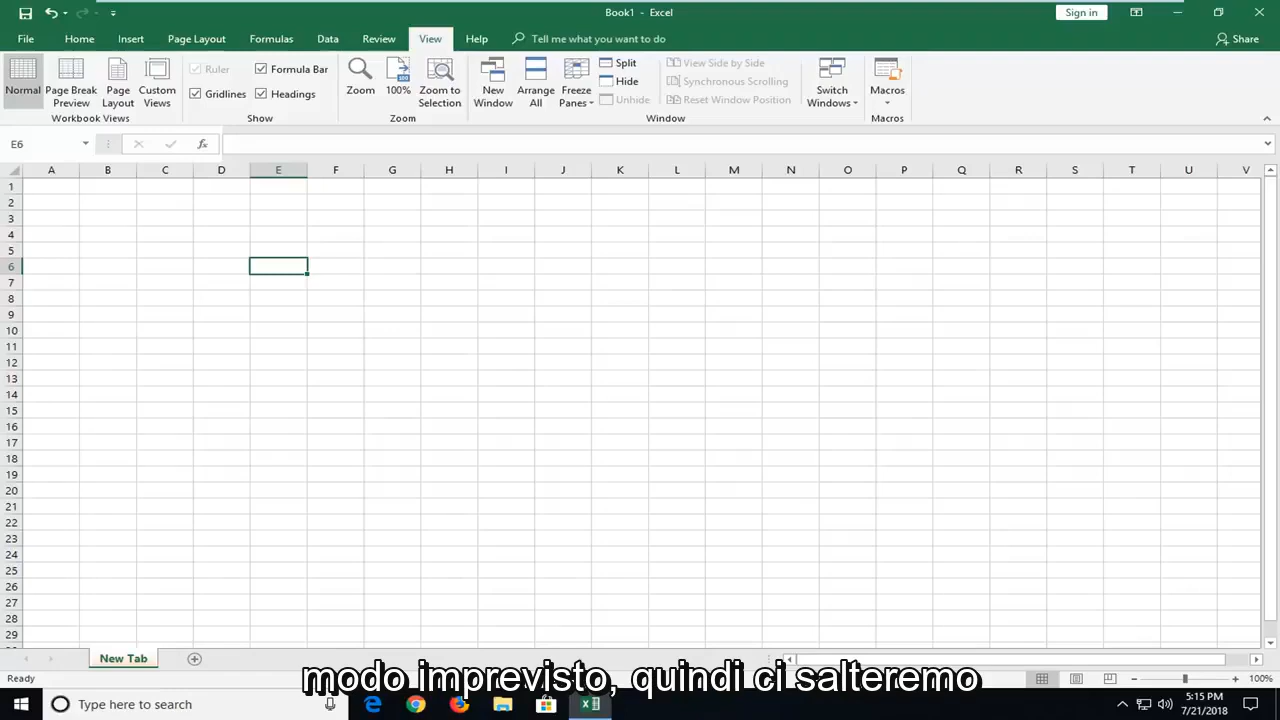 Book1 - Excel
Sign in
File Home Insert Page Layout Formulas Data Review View Help Tell me what you want to do Share
Normal
Page Break Preview
Page Layout
Custom Views
Workbook Views
Ruler
Formula Bar
Gridlines
Headings
Show
Zoom
100
100%
Zoom to Selection
Zoom
New Window
Arrange All
Freeze Panes
Split
Hide
Unhide
View Side by Side
Synchronous Scrolling
Reset Window Position
Window
Switch Windows
Macros
Macros
E6
fx
A B C D E F G H I J K L M N O P Q R S T U V
1
2
3
4
5
6
7
8
9
10
11
12
13
14
15
16
17
18
19
20
21
22
23
24
25
26
27
28
29
New Tab
Ready
100%
modo imprevisto, quindi ci salteremo
Type here to search
5:15 PM
7/21/2018